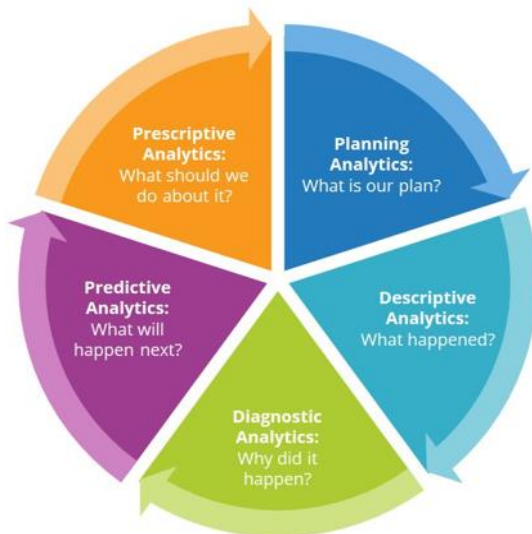 Prescriptive
Analytics:
What should we
do about it?
Planning
Analytics:
What is our plan?
Descriptive
Analytics:
What happened?
Diagnostic
Analytics:
Why did it
happen?
Predictive
Analytics:
What will
happen next?